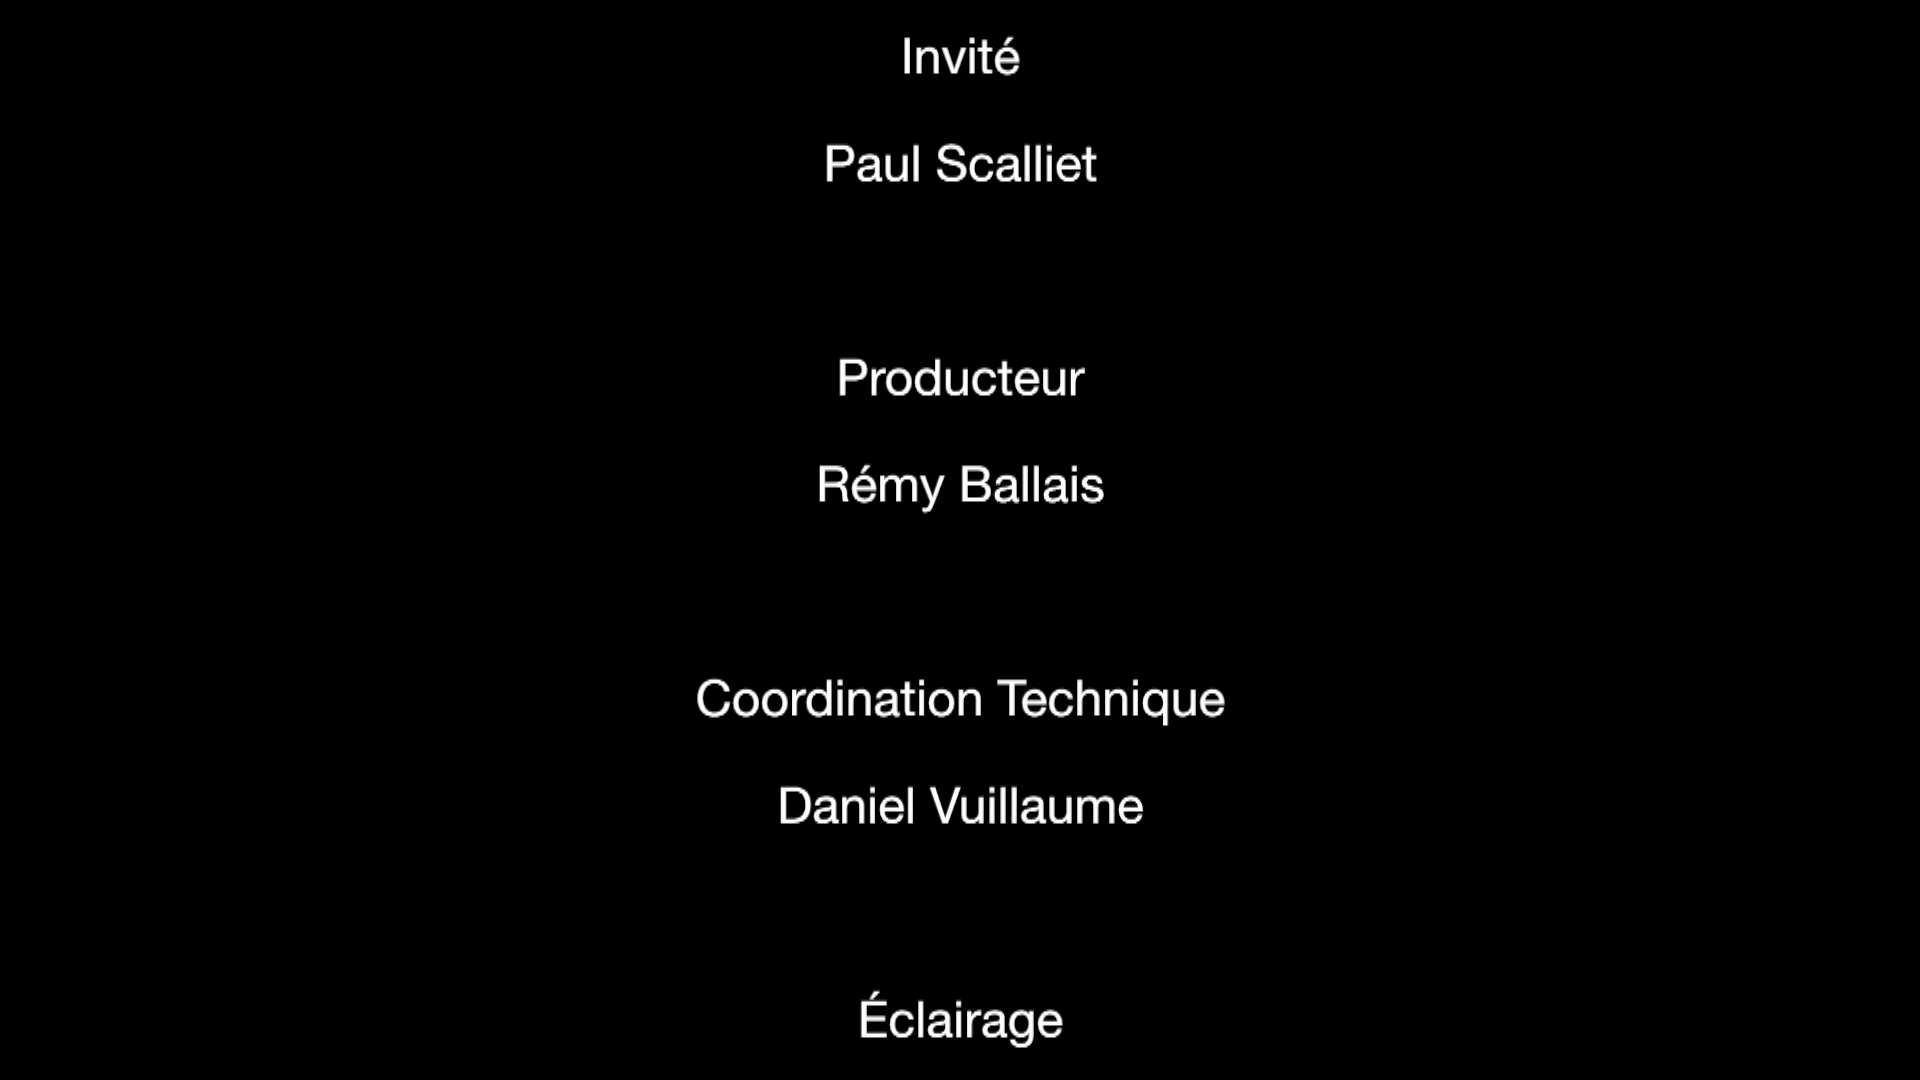 Invité
Paul Scalliet
Producteur
Rémy Ballais
Coordination Technique
Daniel Vuillaume
Éclairage